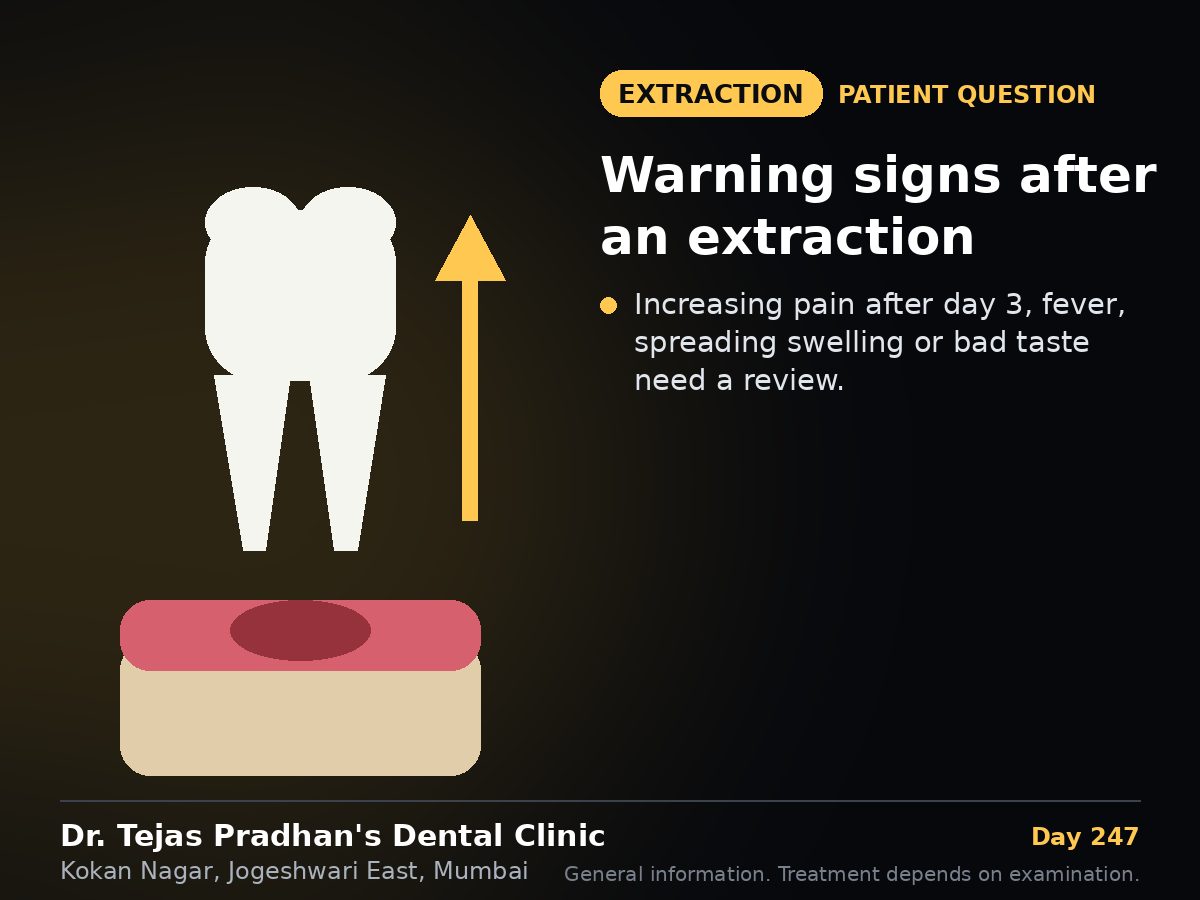 EXTRACTION PATIENT QUESTION
Warning signs after
an extraction
Increasing pain after day 3, fever,
spreading swelling or bad taste
need a review.
Dr. Tejas Pradhan's Dental Clinic
Day 247
Kokan Nagar, Jogeshwari East, Mumbai
General information. Treatment depends on examination.